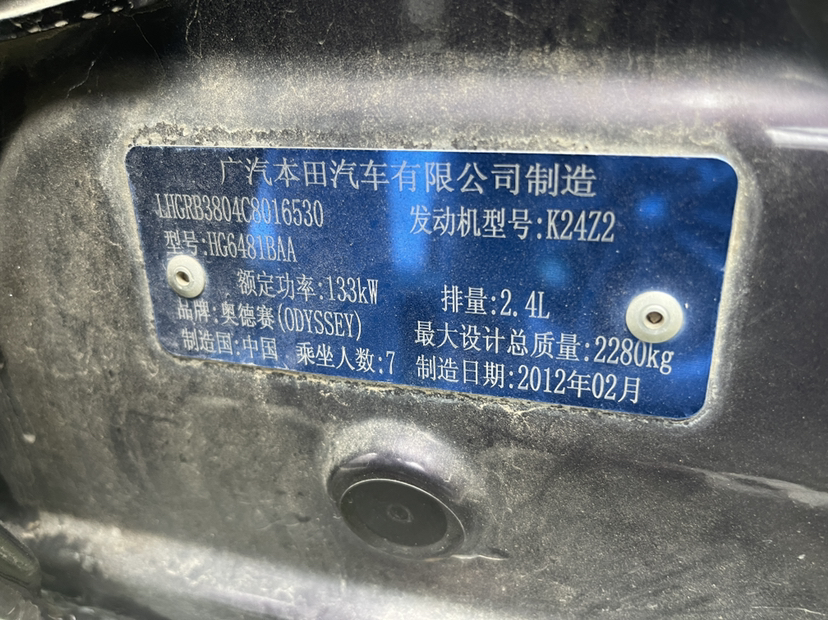 广汽本田汽车有限公司制造
LHGRB3804C8016530
发动机型号:K24Z2
型号:HG6481BAA
额定功率:133kW 排量:2.4L
品牌:奥德赛(ODYSSEY) 最大设计总质量:2280kg
制造国:中国 乘坐人数:7 制造日期:2012年02月